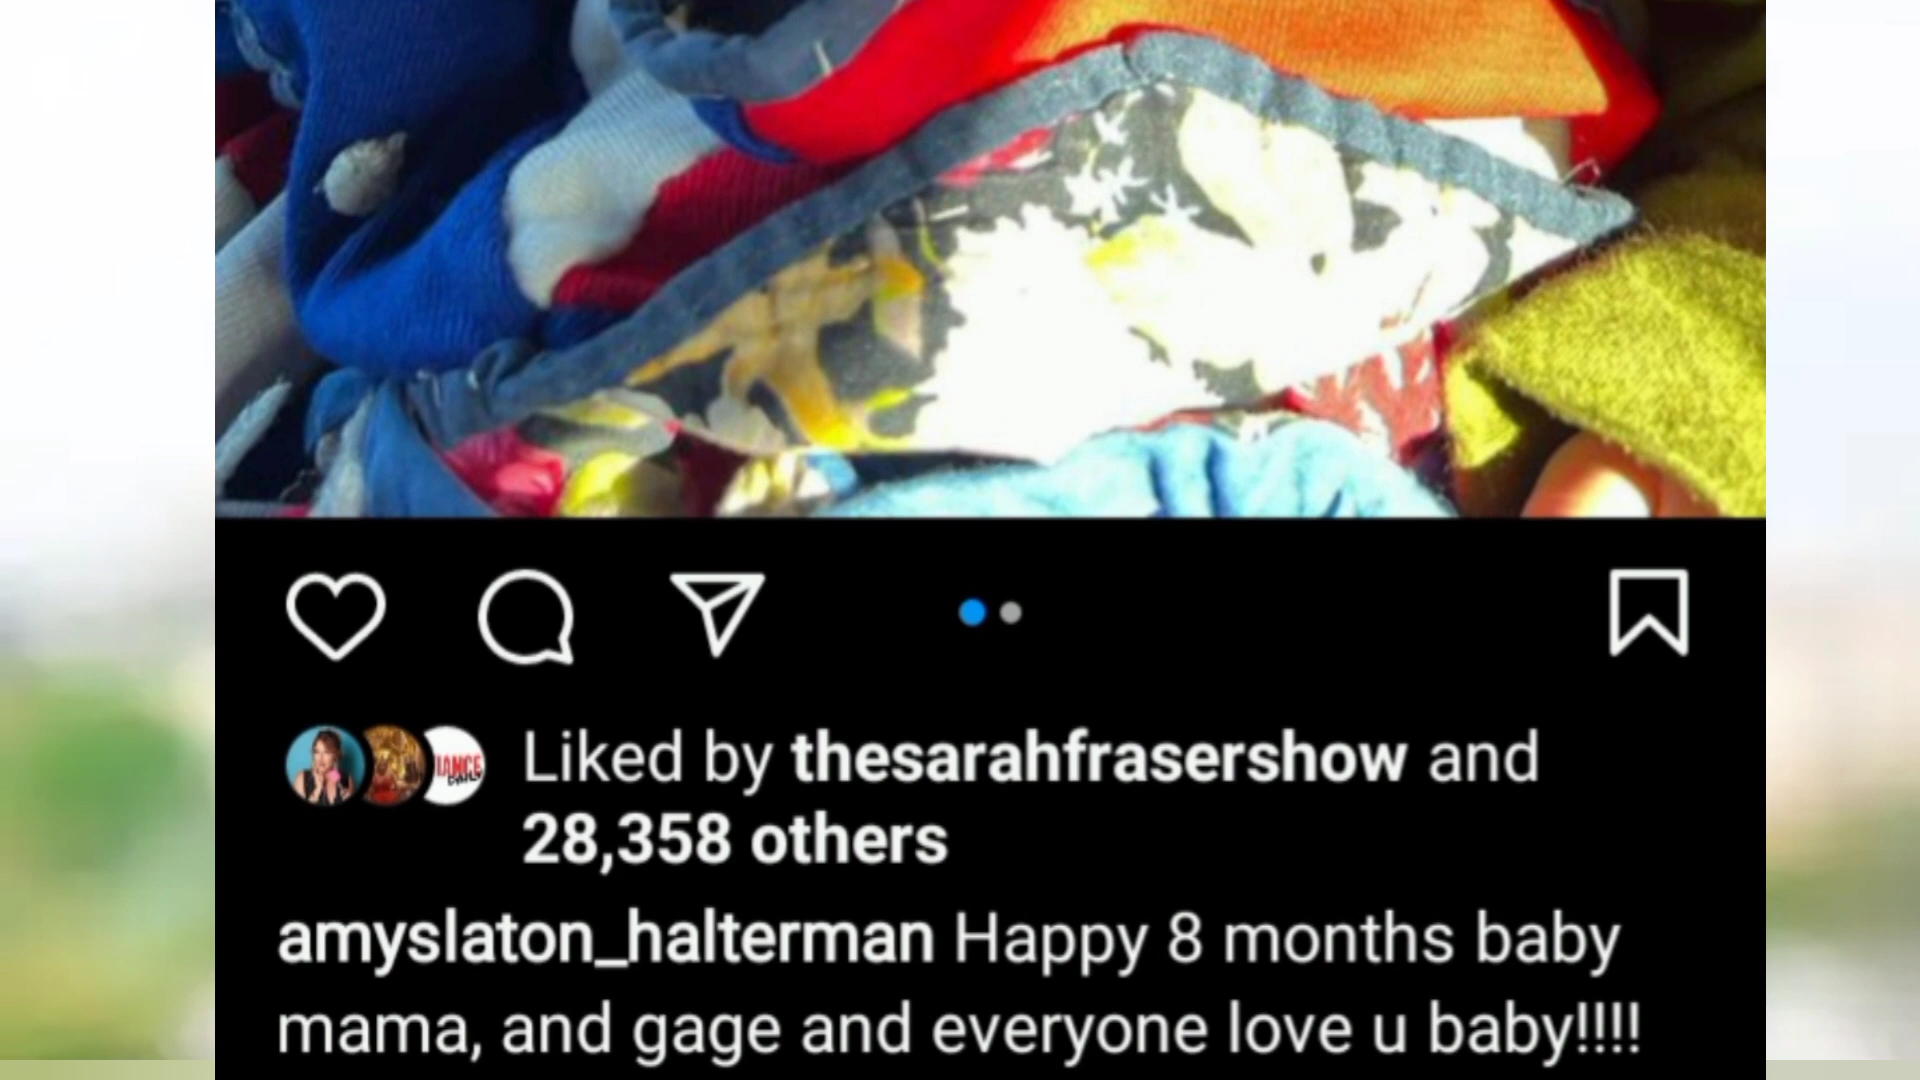 Liked by thesarahfrasershow and
28,358 others
amyslaton_halterman Happy 8 months baby
mama, and gage and everyone love u baby!!!!